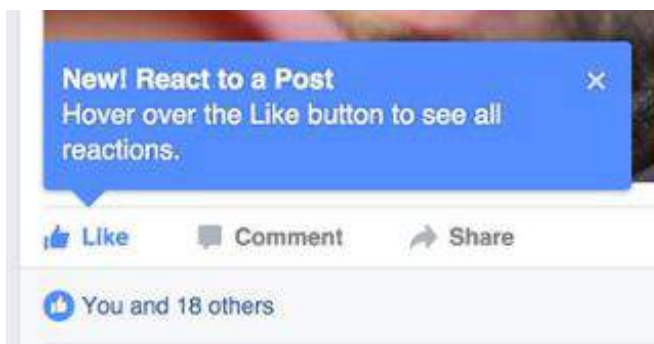 New! React to a Post
Hover over the Like button to see all
reactions.
Like Comment Share
You and 18 others